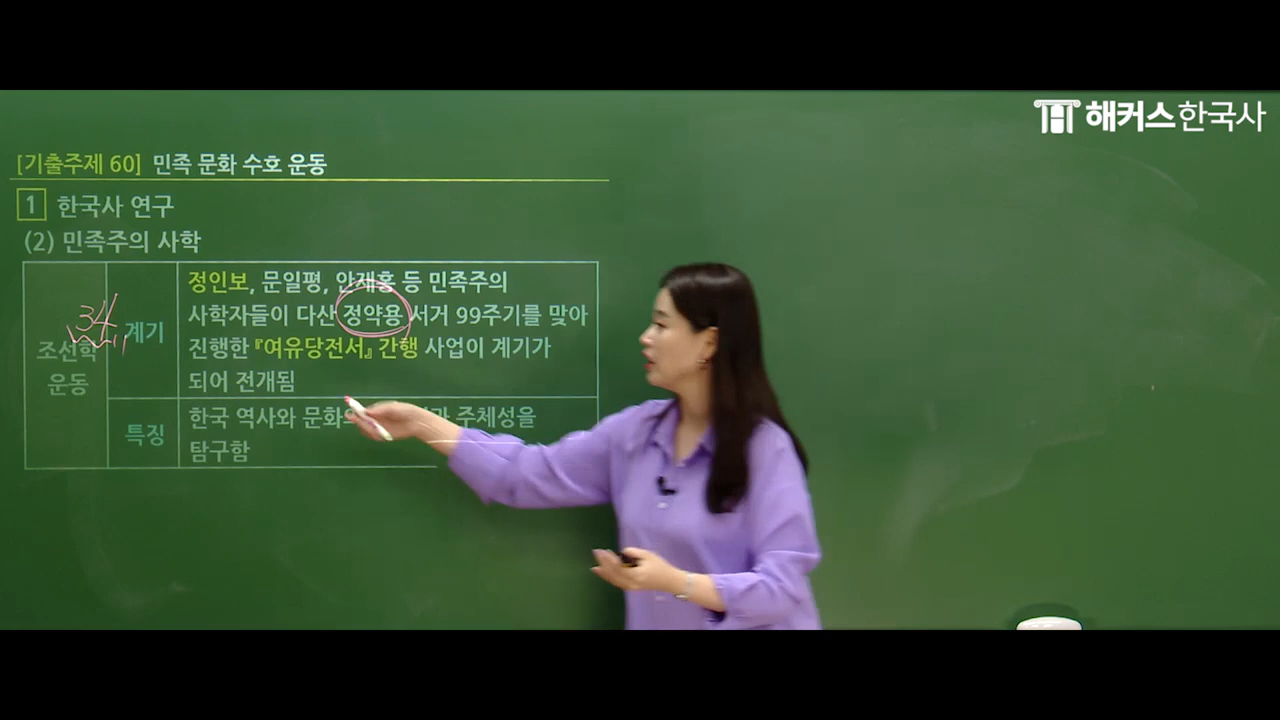 해커스한국사
[기출주제 60] 민족 문화 수호 운동
1 한국사 연구
(2) 민족주의 사학
조선학
운동
34
계기
정인보, 문일평, 안재홍 등 민족주의
사학자들이 다산 정약용 서거 99주기를 맞아
진행한 『여유당전서』 간행 사업이 계기가
되어 전개됨
특징
한국 역사와 주체성을
탐구함